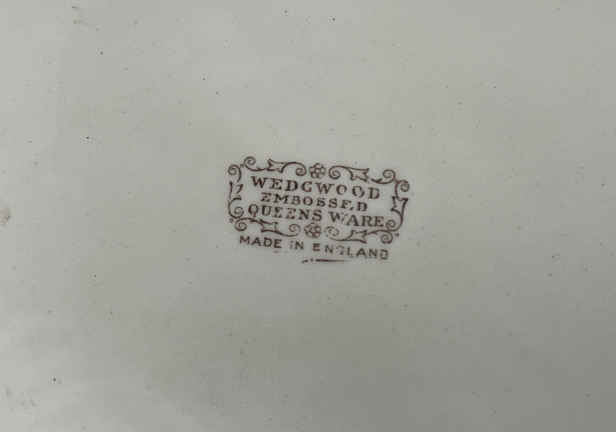 WEDGWOOD
EMBOSSED
QUEENS WARE
MADE IN ENGLAND